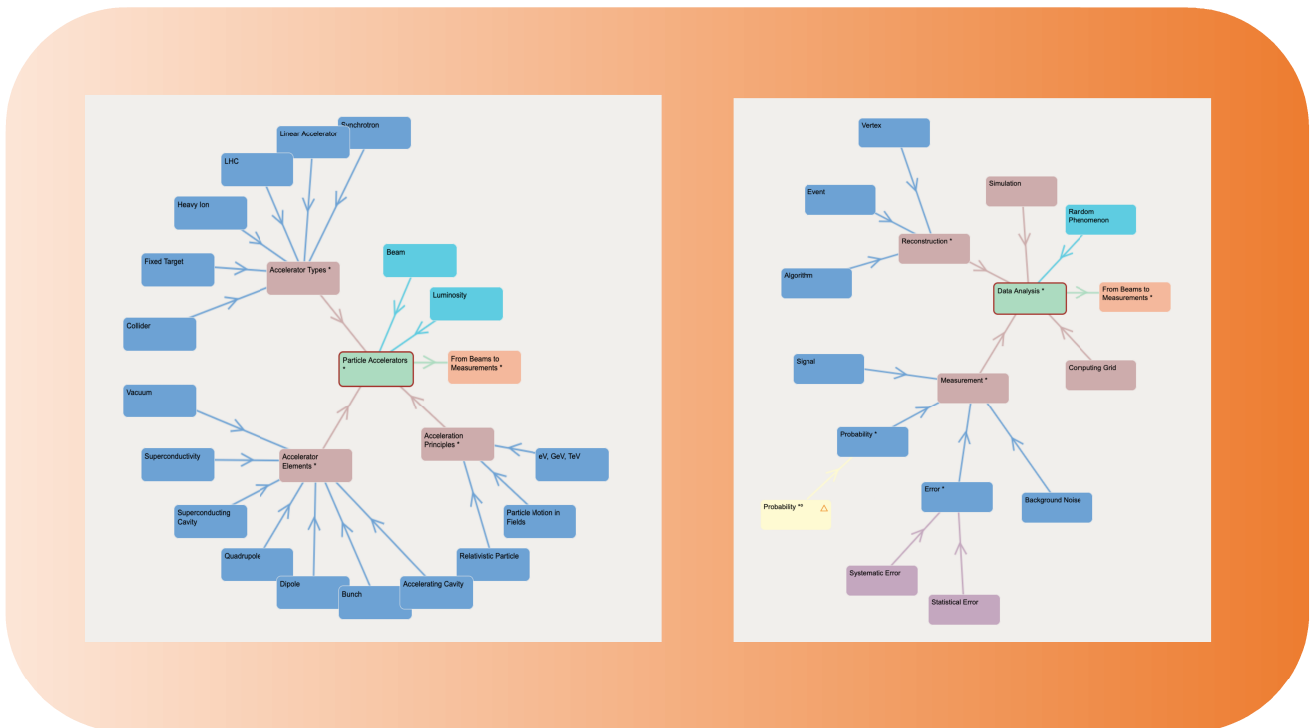 Synchrotron
Linear Accelerator
LHC
Heavy Ion
Fixed Target
Accelerator Types *
Collider
Beam
Luminosity
Particle Accelerators
*
From Beams to
Measurements *
Vacuum
Superconductivity
Accelerator
Elements *
Acceleration
Principles *
eV, GeV, TeV
Superconducting
Cavity
Particle Motion in
Fields
Quadrupole
Relativistic Particle
Dipole
Bunch
Accelerating Cavity
Vertex
Simulation
Event
Random
Phenomenon
Reconstruction *
Algorithm
Data Analysis *
From Beams to
Measurements *
Signal
Measurement *
Computing Grid
Probability *
Error *
Background Noise
Probability **
Systematic Error
Statistical Error